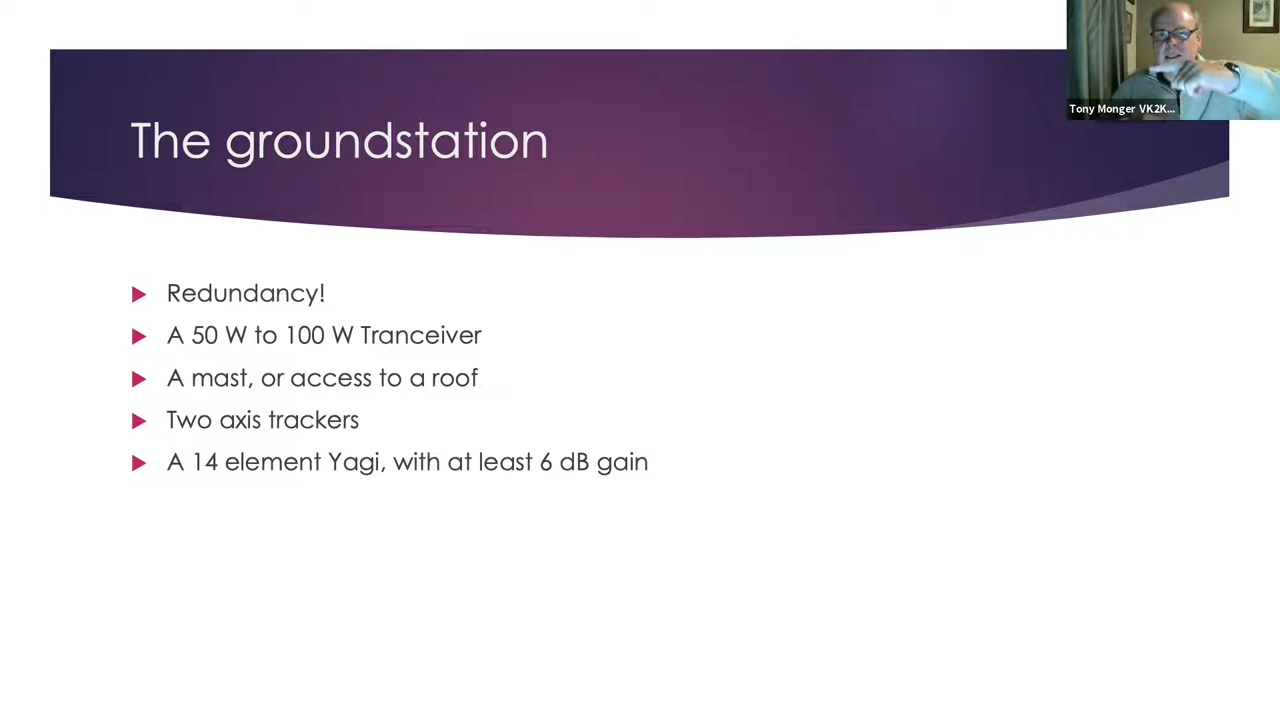 The groundstation
Tony Monger VK2K...
Redundancy!
A 50 W to 100 W Tranceiver
A mast, or access to a roof
Two axis trackers
A 14 element Yagi, with at least 6 dB gain